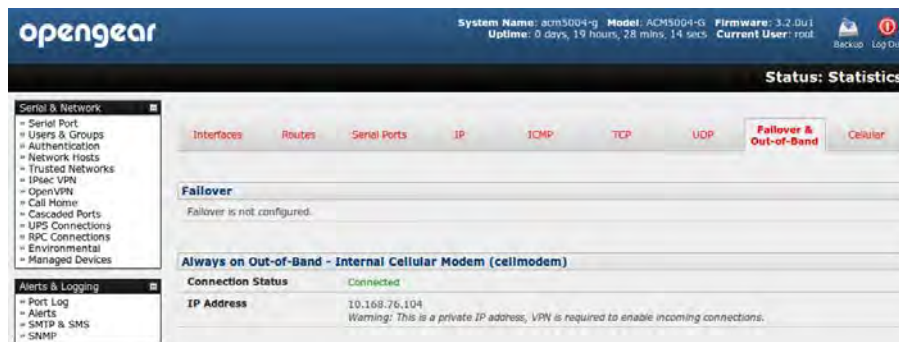 opengear
System Name: acm5004-g Model: ACM5004-G Firmware: 3.2.0u1
Uptime: 0 days, 19 hours, 28 mins, 14 secs Current User: root
Backup Log Ou
Status: Statistics
Serial & Network
Serial Port
Users & Groups
Authentication
Network Hosts
Trusted Networks
IPsec VPN
OpenVPN
Call Home
Cascaded Ports
UPS Connections
RPC Connections
Environmental
Managed Devices
Alerts & Logging
Port Log
Alerts
SMTP & SMS
SNMP
Interfaces Routes Serial Ports IP ICMP TCP UDP Failover & Out-of-Band Cellular
Failover
Failover is not configured.
Always on Out-of-Band - Internal Cellular Modem (cellmodem)
Connection Status Connected
IP Address 10.168.76.104
Warning: This is a private IP address, VPN is required to enable incoming connections.